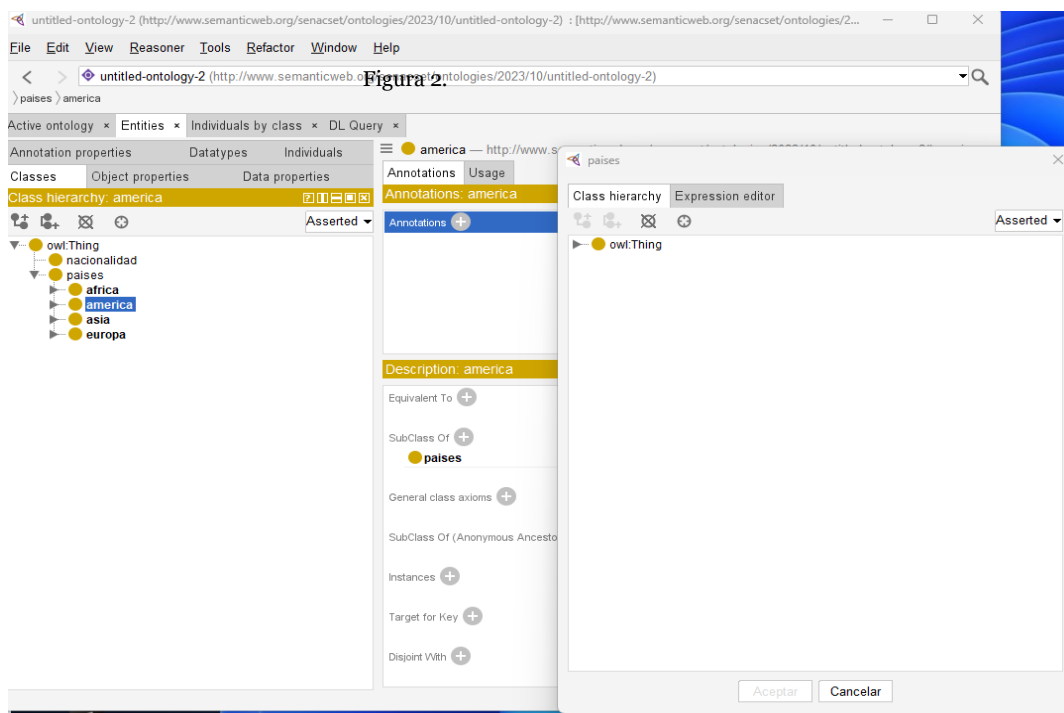 untitled-ontology-2 (http://www.semanticweb.org/senacset/ontologies/2023/10/untitled-ontology-2) : [http://www.semanticweb.org/senacset/ontologies/2...
File Edit View Reasoner Tools Refactor Window Help
untitled-ontology-2 (http://www.semanticweb.org/senacset/ontologies/2023/10/untitled-ontology-2)
Figura 2.
paises america
Active ontology × Entities × Individuals by class × DL Query ×
Annotation properties Datatypes Individuals
Classes Object properties Data properties
Class hierarchy: america
Asserted
owl:Thing
nacionalidad
paises
africa
america
asia
europa
america — http://www.s
Annotations Usage
Annotations: america
Annotations
Description: america
Equivalent To
SubClass Of
paises
General class axioms
SubClass Of (Anonymous Ancesto
Instances
Target for Key
Disjoint With
paises
Class hierarchy Expression editor
Asserted
owl:Thing
Aceptar Cancelar